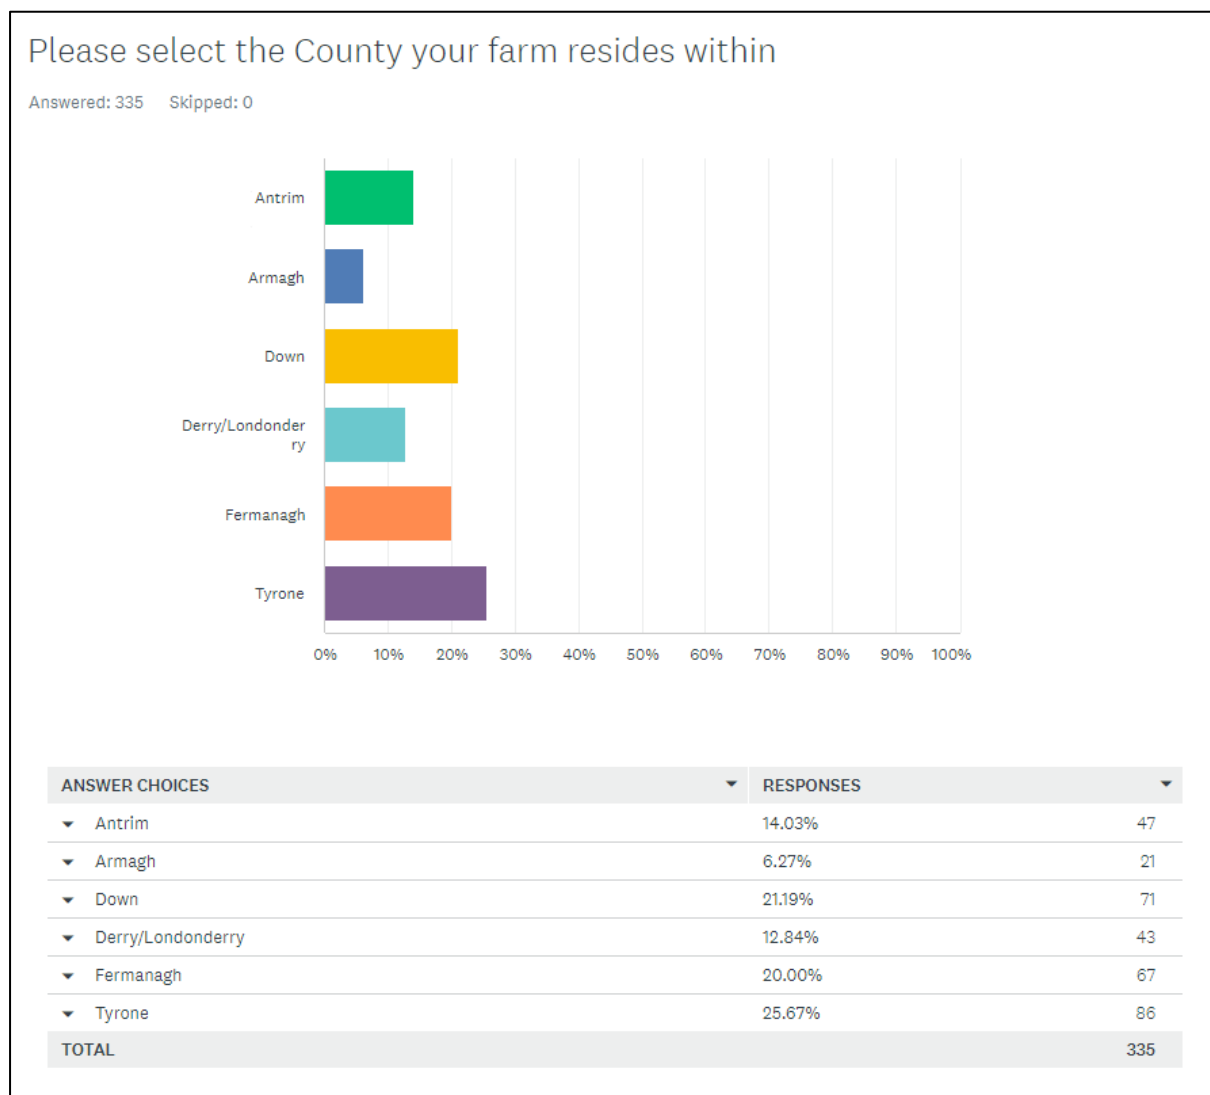 Please select the County your farm resides within
Answered: 335 Skipped: 0
Antrim
Armagh
Down
Derry/Londonder
ry
Fermanagh
Tyrone
0% 10% 20% 30% 40% 50% 60% 70% 80% 90% 100%
ANSWER CHOICES RESPONSES
Antrim 14.03% 47
Armagh 6.27% 21
Down 21.19% 71
Derry/Londonderry 12.84% 43
Fermanagh 20.00% 67
Tyrone 25.67% 86
TOTAL 335